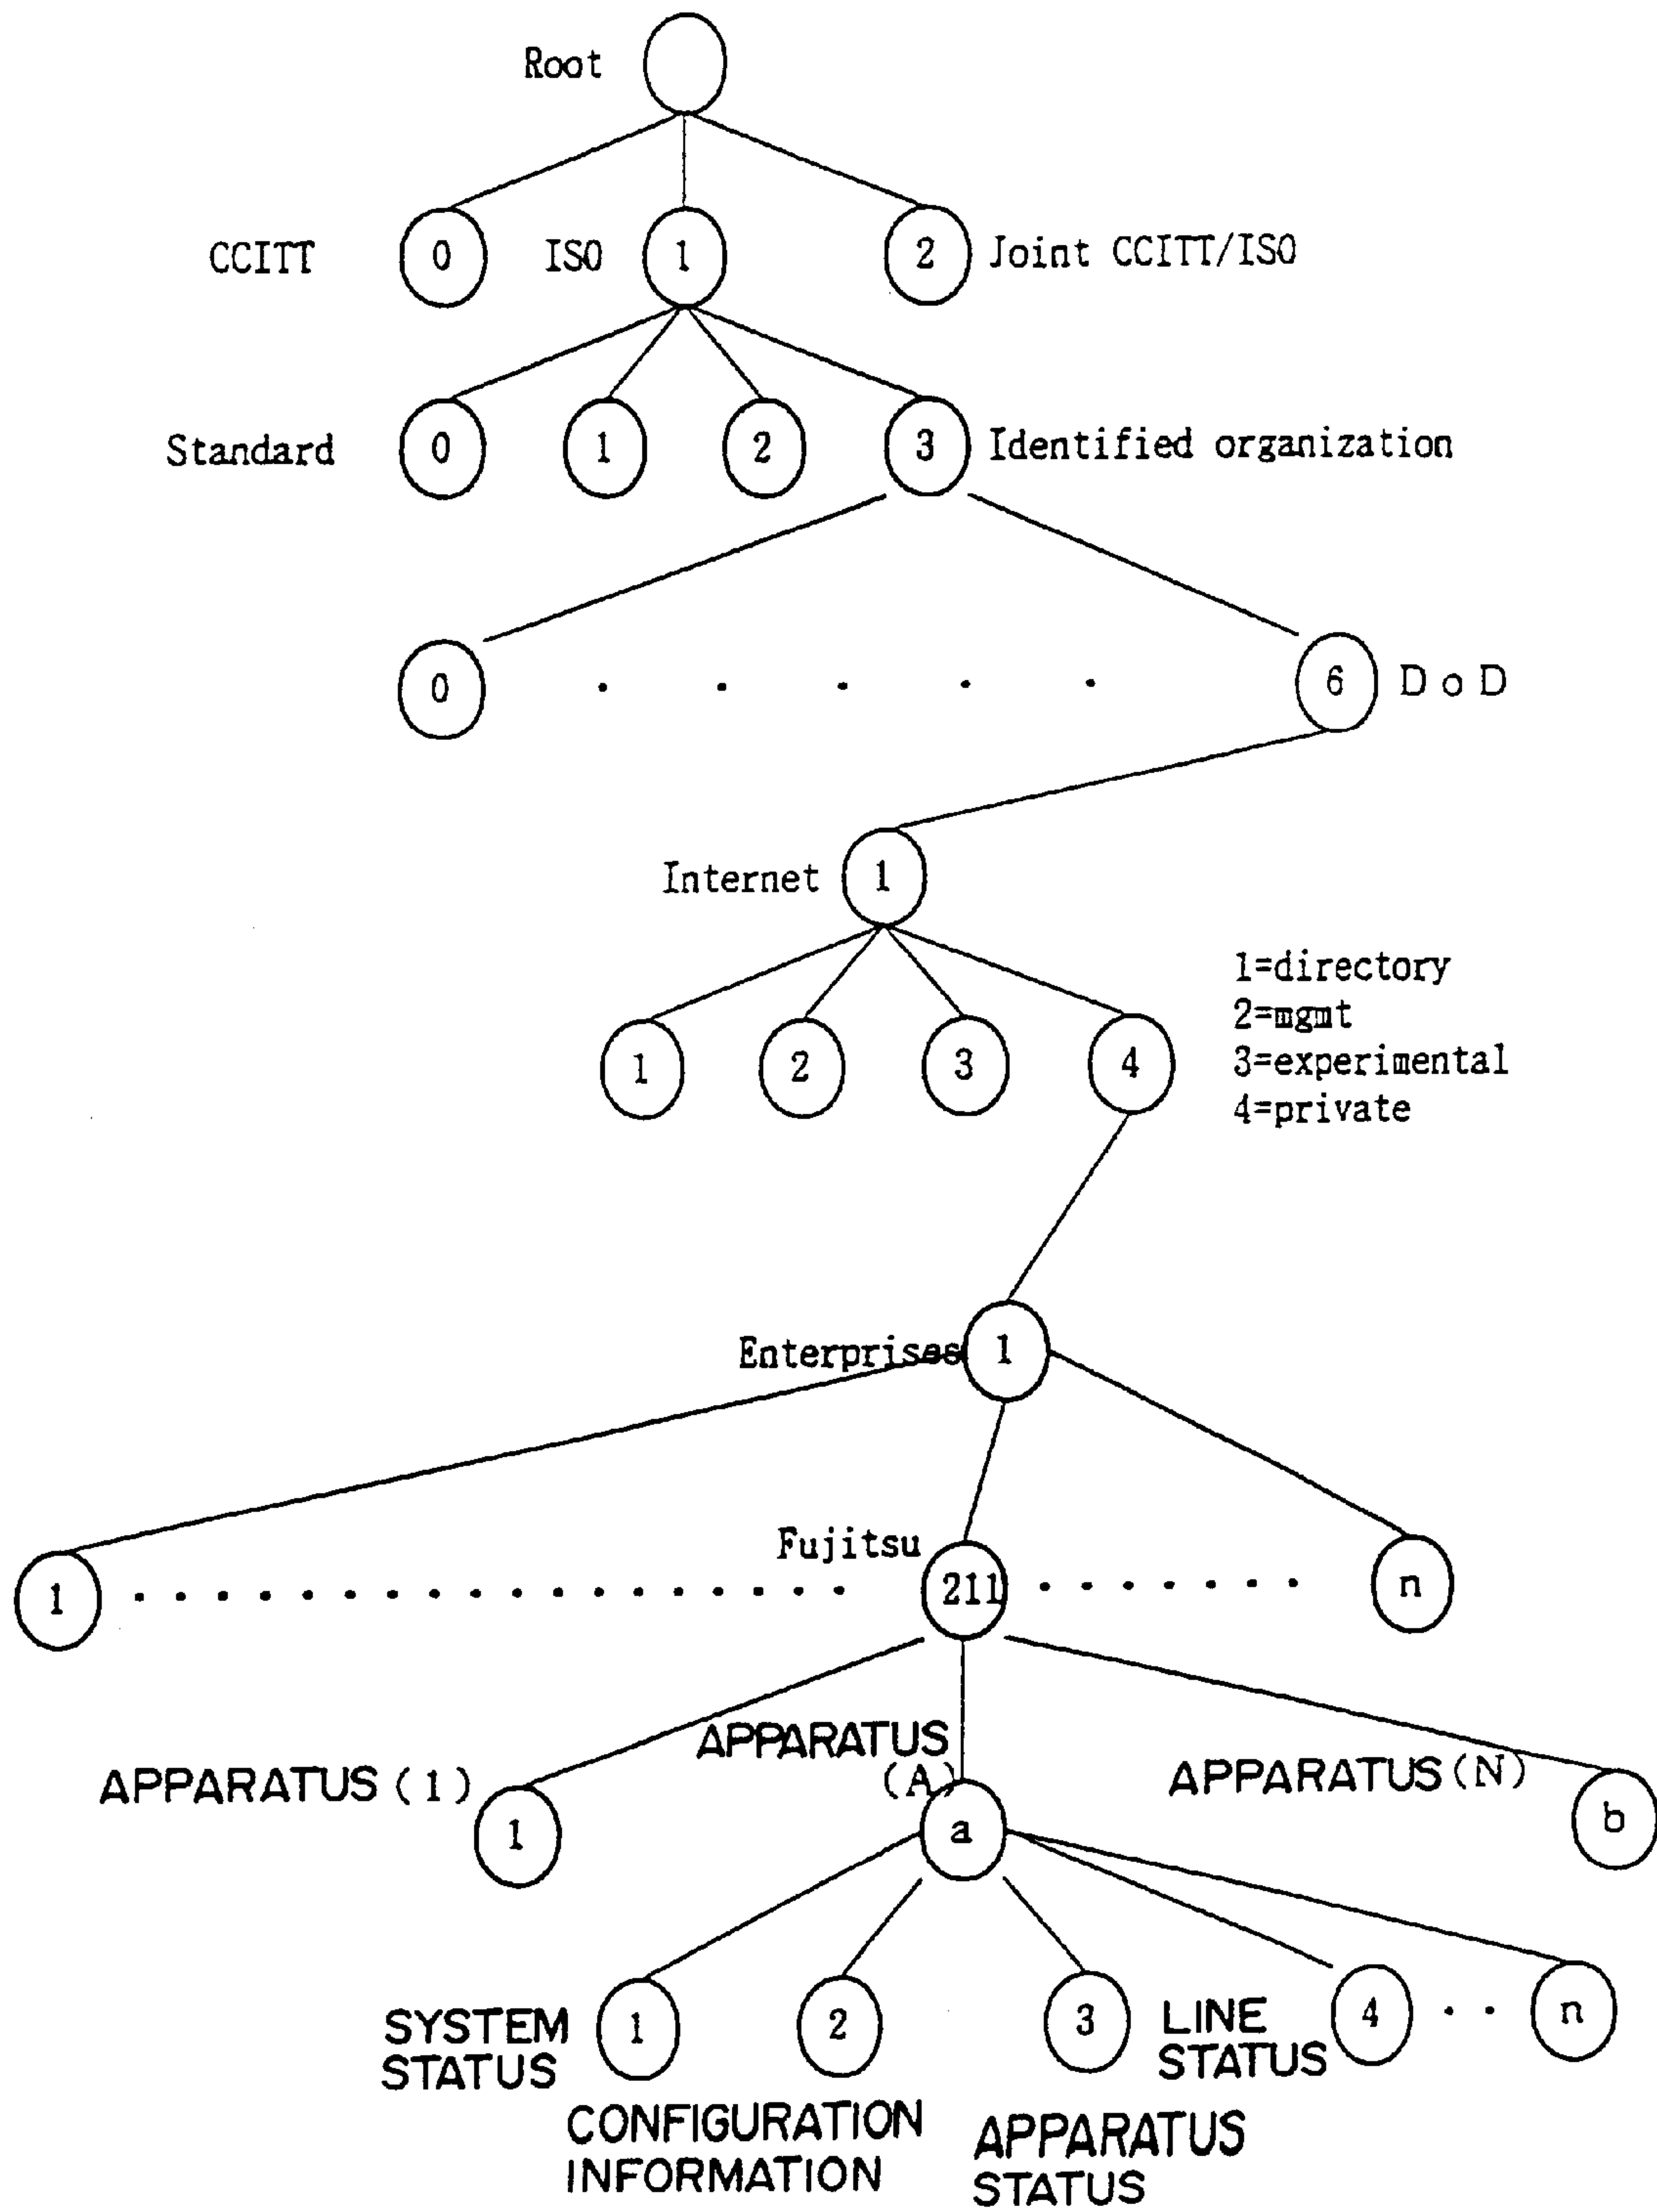 Root
CCITT 0 ISO 1 2 Joint CCITT/ISO
Standard 0 1 2 3 Identified organization
0 . . . . . 6 DoD
Internet 1
1=directory
2=mgmt
3=experimental
4=private
1 2 3 4
Enterprises 1
Fujitsu
1 . . . . . . . . . . . . . . . . . 211 . . . . . . . n
APPARATUS (1)
1
APPARATUS
(A)
a
APPARATUS (N)
b
SYSTEM
STATUS
1
2
CONFIGURATION
INFORMATION
3
APPARATUS
STATUS
LINE
STATUS
4 . . n